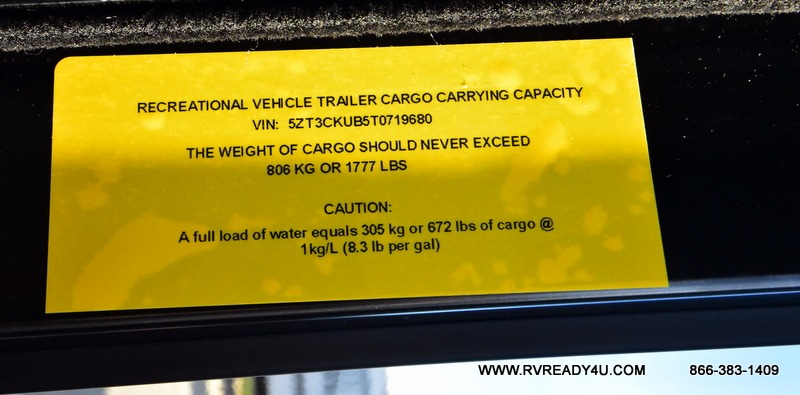 RECREATIONAL VEHICLE TRAILER CARGO CARRYING CAPACITY
VIN: 5ZT3CKUB5T0719680
THE WEIGHT OF CARGO SHOULD NEVER EXCEED
806 KG OR 1777 LBS
CAUTION:
A full load of water equals 305 kg or 672 lbs of cargo @
1kg/L (8.3 lb per gal)
WWW.RVREADY4U.COM 866-383-1409